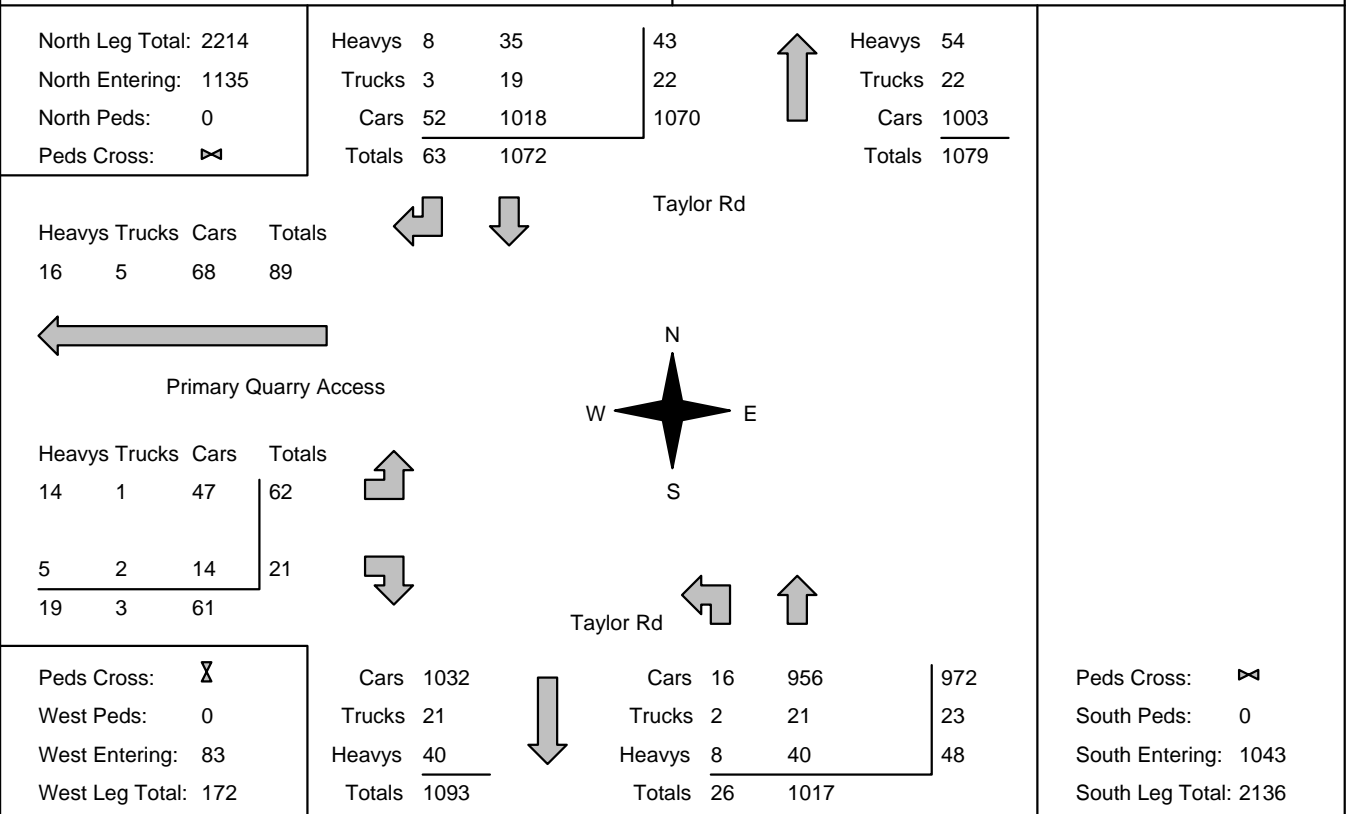 North Leg Total: 2214
North Entering: 1135
North Peds: 0
Peds Cross:
Heavys 8 35 43
Trucks 3 19 22
Cars 52 1018 1070
Totals 63 1072
Heavys 54
Trucks 22
Cars 1003
Totals 1079
Taylor Rd
Heavys Trucks Cars Totals
16 5 68 89
Primary Quarry Access
N
W E
S
Heavys Trucks Cars Totals
14 1 47 62
5 2 14 21
19 3 61
Taylor Rd
Peds Cross:
West Peds: 0
West Entering: 83
West Leg Total: 172
Cars 1032
Trucks 21
Heavys 40
Totals 1093
Cars 16 956 972
Trucks 2 21 23
Heavys 8 40 48
Totals 26 1017
Peds Cross:
South Peds: 0
South Entering: 1043
South Leg Total: 2136